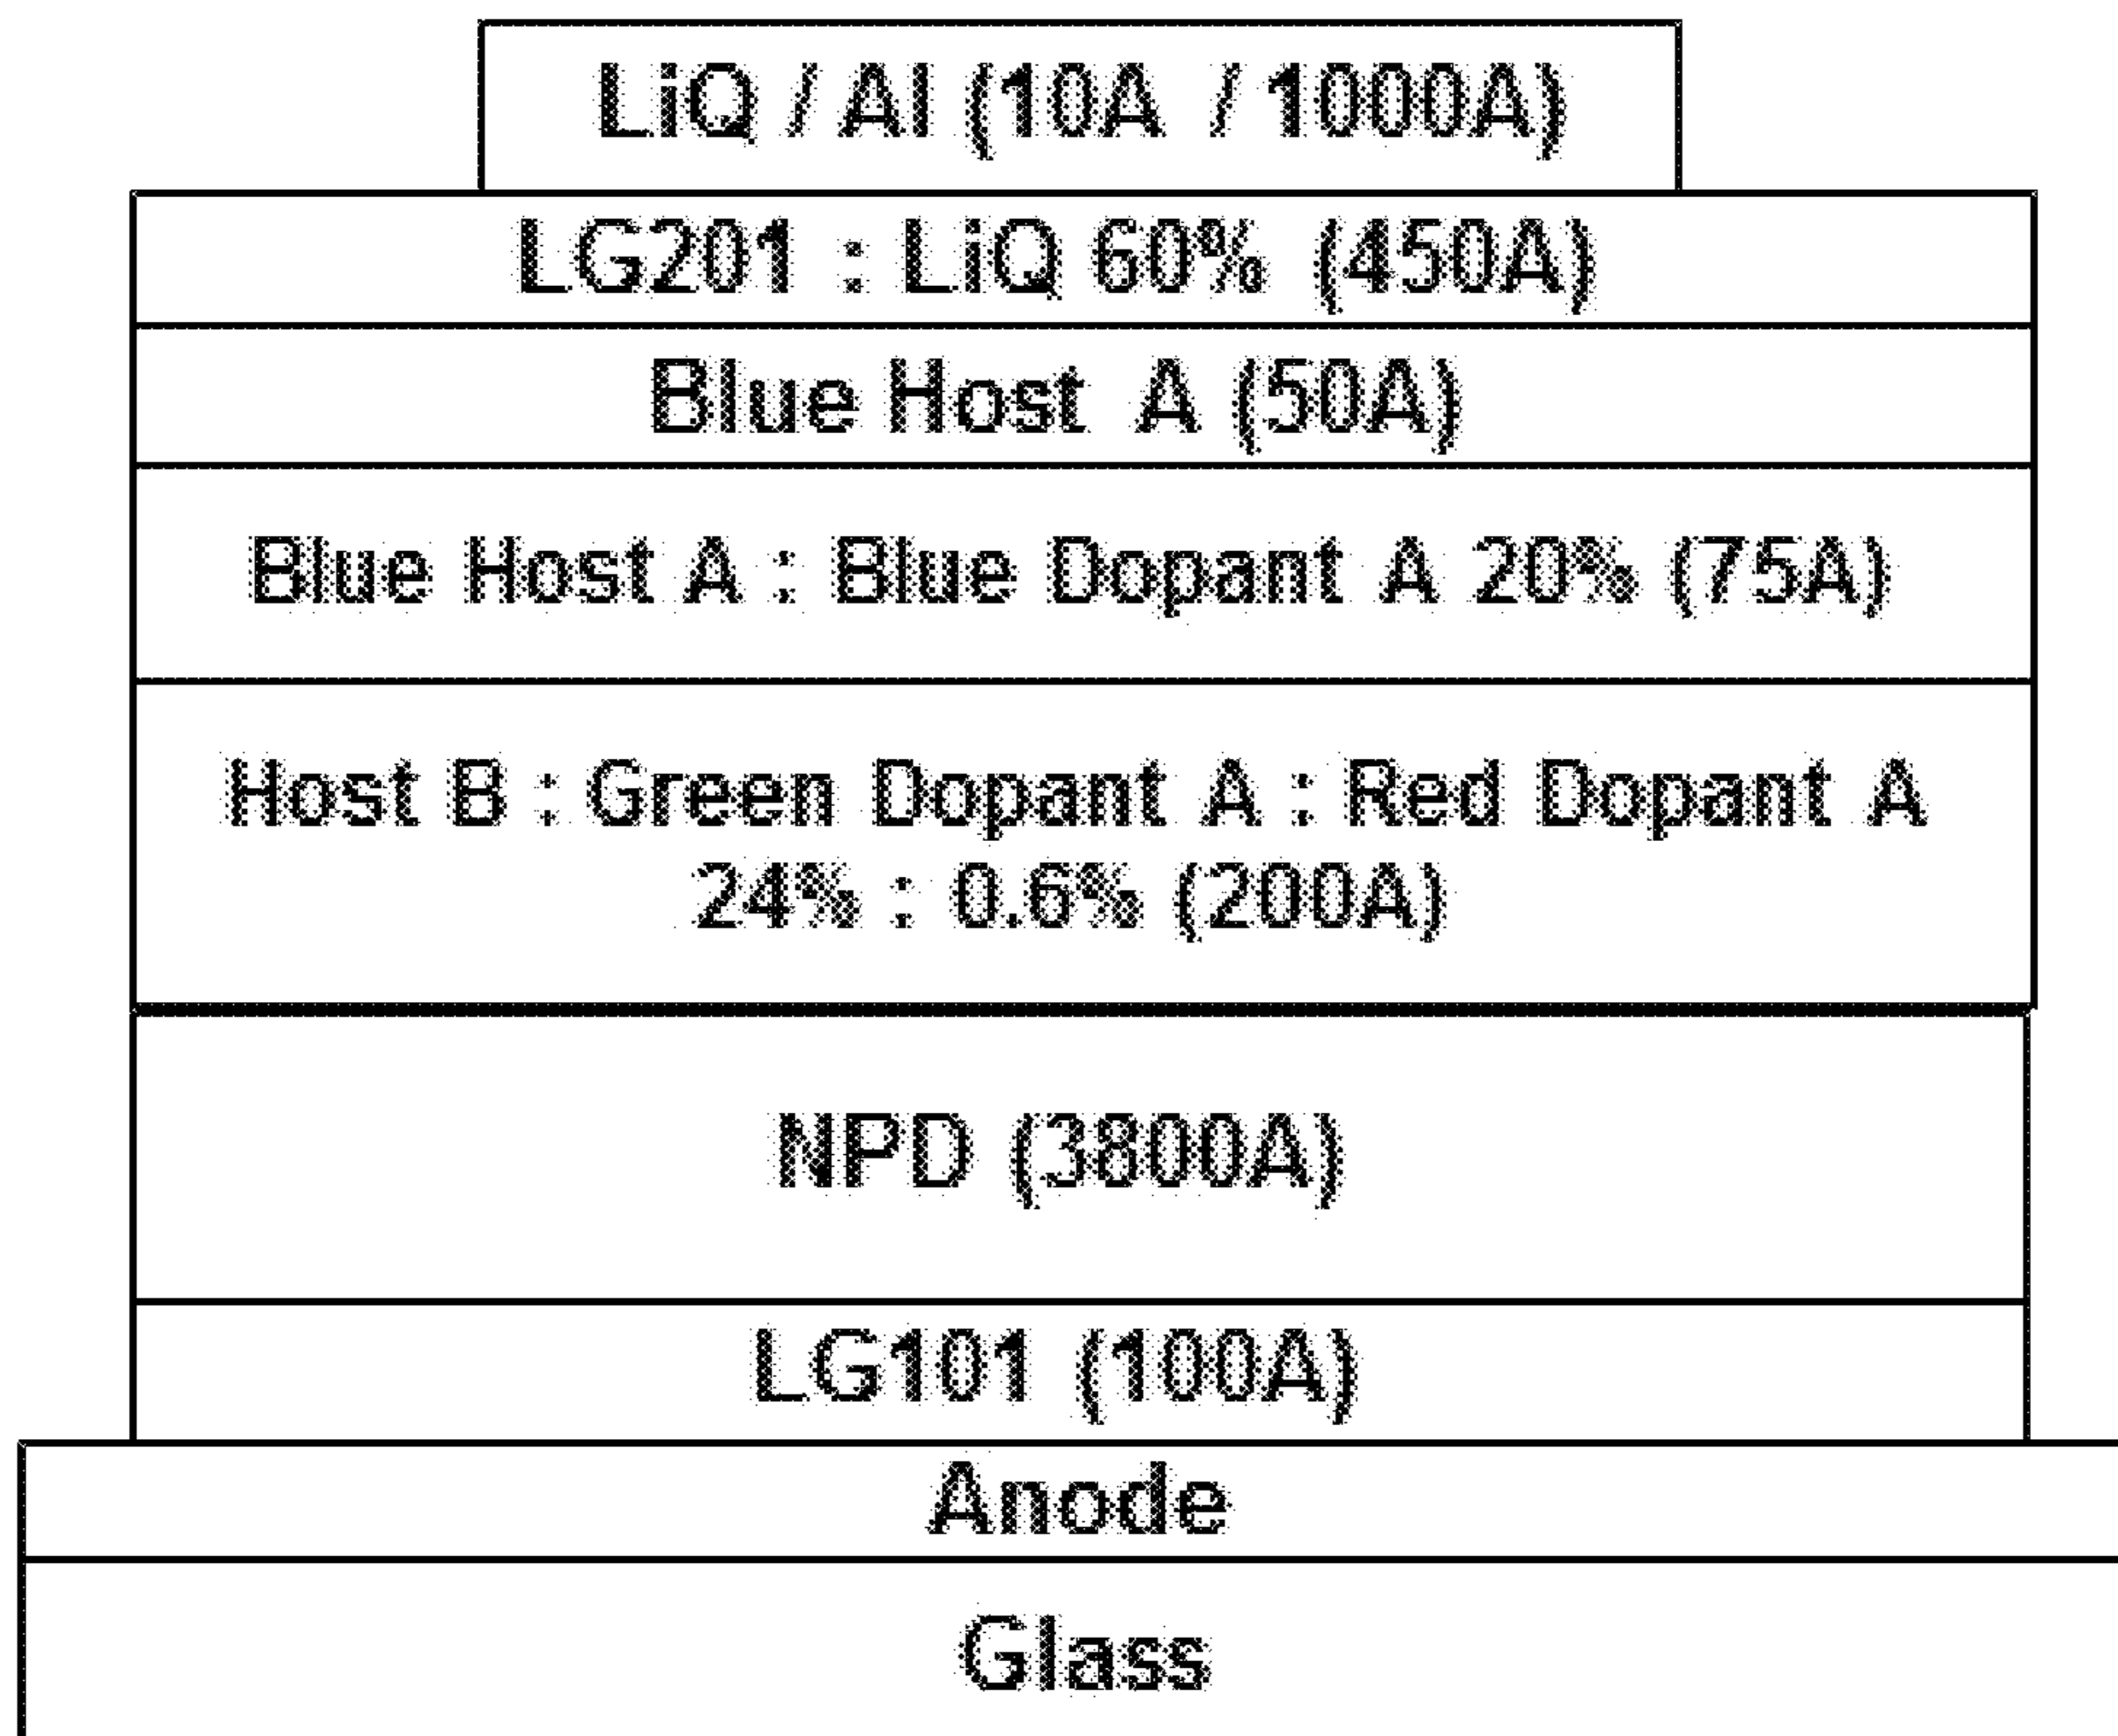 LiQ / Al (10A / 1000A)
LG201 : LiQ 60% (450A)
Blue Host A (50A)
Blue Host A : Blue Dopant A 20% (75A)
Host B : Green Dopant A : Red Dopant A
24% : 0.6% (200A)
NPD (3800A)
LG101 (100A)
Anode
Glass